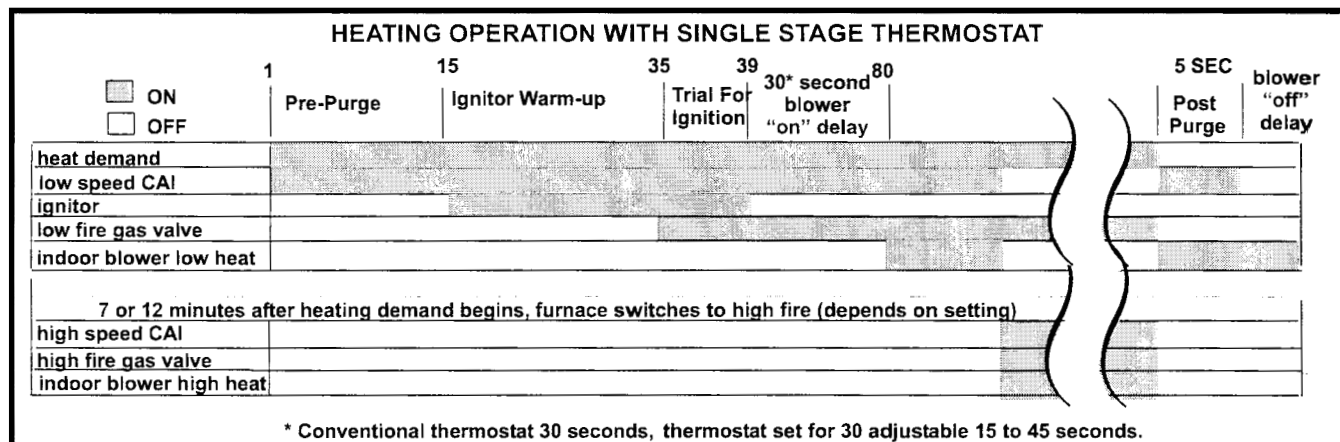 HEATING OPERATION WITH SINGLE STAGE THERMOSTAT
1 15 35 39 80 5 SEC
ON
OFF
Pre-Purge
Ignitor Warm-up
Trial For
Ignition
30* second
blower
"on" delay
Post
Purge
blower
"off"
delay
heat demand
low speed CAI
ignitor
low fire gas valve
indoor blower low heat
7 or 12 minutes after heating demand begins, furnace switches to high fire (depends on setting)
high speed CAI
high fire gas valve
indoor blower high heat
* Conventional thermostat 30 seconds, thermostat set for 30 adjustable 15 to 45 seconds.